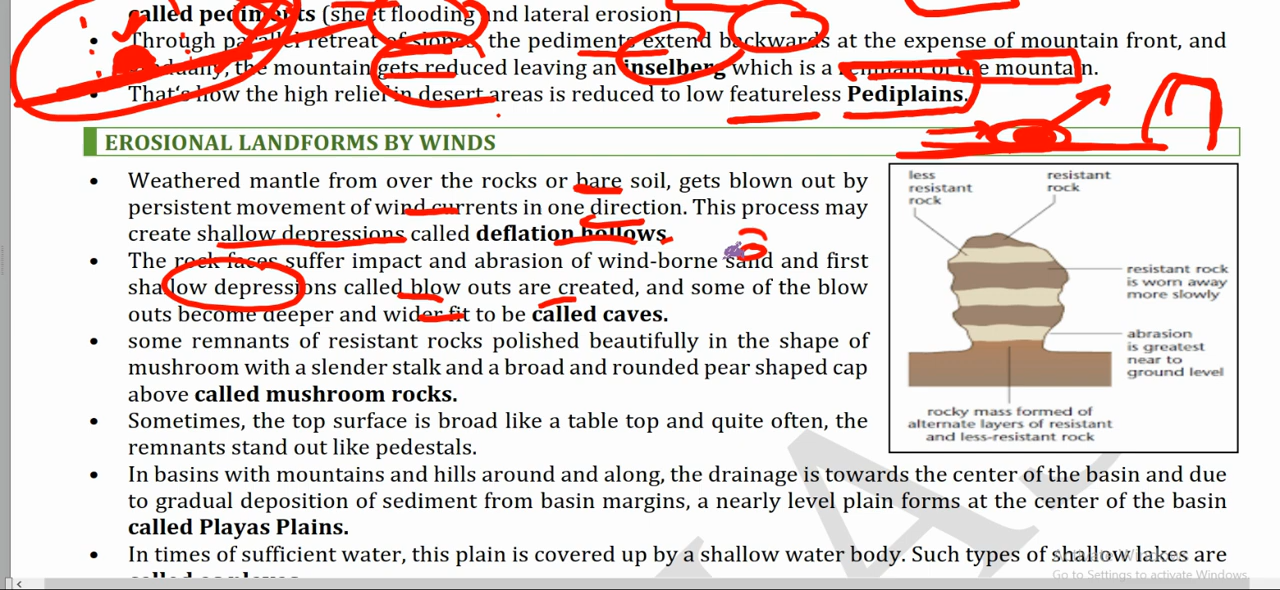 called pediments (sheet flooding and lateral erosion)
• Through parallel retreat of slopes, the pediments extend backwards at the expense of mountain front, and
gradually, the mountain gets reduced leaving an inselberg which is a remnant of the mountain.
• That's how the high relief in desert areas is reduced to low featureless Pediplains.
EROSIONAL LANDFORMS BY WINDS
• Weathered mantle from over the rocks or bare soil, gets blown out by
persistent movement of wind currents in one direction. This process may
create shallow depressions called deflation hollows.
• The rock faces suffer impact and abrasion of wind-borne sand and first
shallow depressions called blow outs are created, and some of the blow
outs become deeper and wider fit to be called caves.
• some remnants of resistant rocks polished beautifully in the shape of
mushroom with a slender stalk and a broad and rounded pear shaped cap
above called mushroom rocks.
• Sometimes, the top surface is broad like a table top and quite often, the
remnants stand out like pedestals.
less
resistant
rock
resistant
rock
resistant rock
is worn away
more slowly
abrasion
is greatest
near to
ground level
rocky mass formed of
alternate layers of resistant
and less-resistant rock
• In basins with mountains and hills around and along, the drainage is towards the center of the basin and due
to gradual deposition of sediment from basin margins, a nearly level plain forms at the center of the basin
called Playas Plains.
• In times of sufficient water, this plain is covered up by a shallow water body. Such types of shallow lakes are
Activate Windows
Go to Settings to activate Windows.